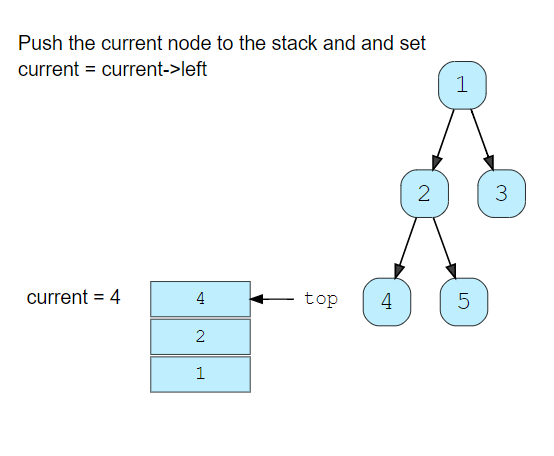 Push the current node to the stack and and set
current = current->left
1
2
3
current = 4
4
top
4
5
2
1